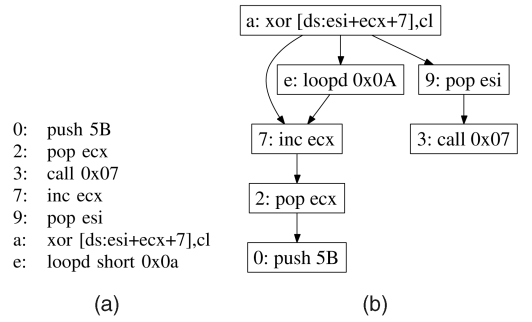 a: xor [ds:esi+ecx+7],cl
e: loopd 0x0A
9: pop esi
7: inc ecx
3: call 0x07
2: pop ecx
0: push 5B
0: push 5B
2: pop ecx
3: call 0x07
7: inc ecx
9: pop esi
a: xor [ds:esi+ecx+7],cl
e: loopd short 0x0a
(a)
(b)